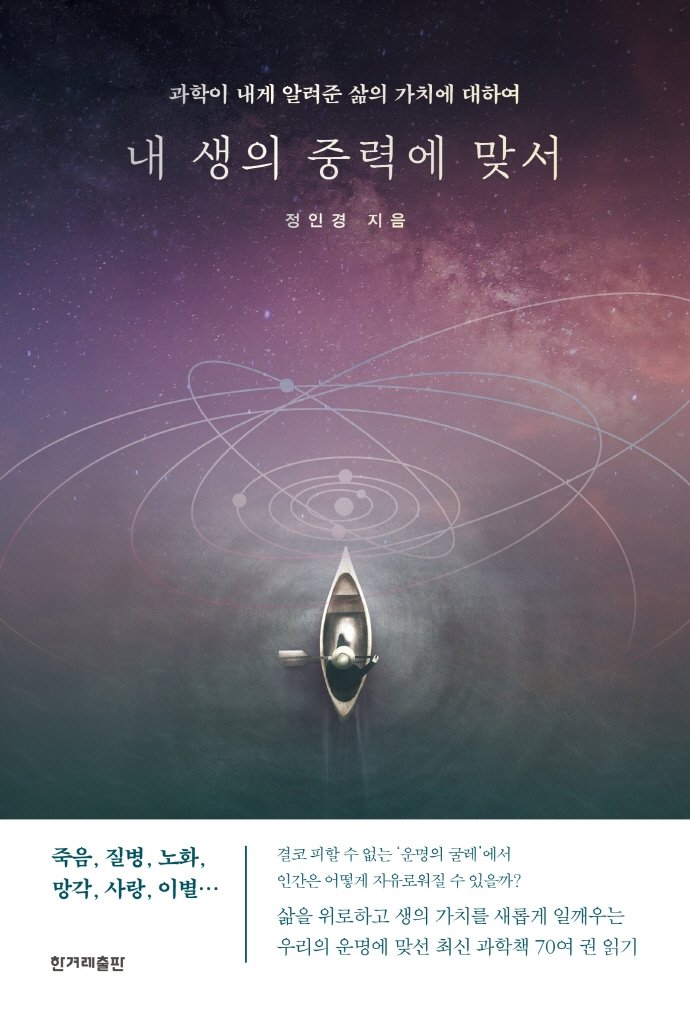 과학이 내게 알려준 삶의 가치에 대하여
내 생의 중력에 맞서
정인경 지음
죽음, 질병, 노화,
망각, 사랑, 이별…
한겨레출판
결코 피할 수 없는 ‘운명의 굴레’에서
인간은 어떻게 자유로워질 수 있을까?
삶을 위로하고 생의 가치를 새롭게 일깨우는
우리의 운명에 맞선 최신 과학책 70여 권 읽기